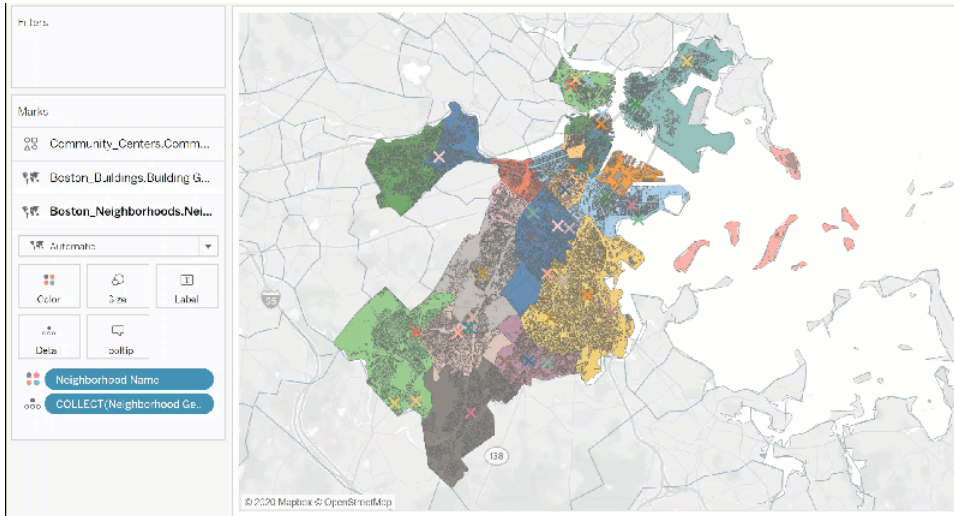 Filters
Marks
Community_Centers.Comm...
Boston_Buildings.Building G...
Boston_Neighborhoods.Nei...
Automatic
Color
Size
Label
Detail
Tooltip
Neighborhood Name
COLLECT(Neighborhood Ge..
95
138
© 2020 Mapbox © OpenStreetMap